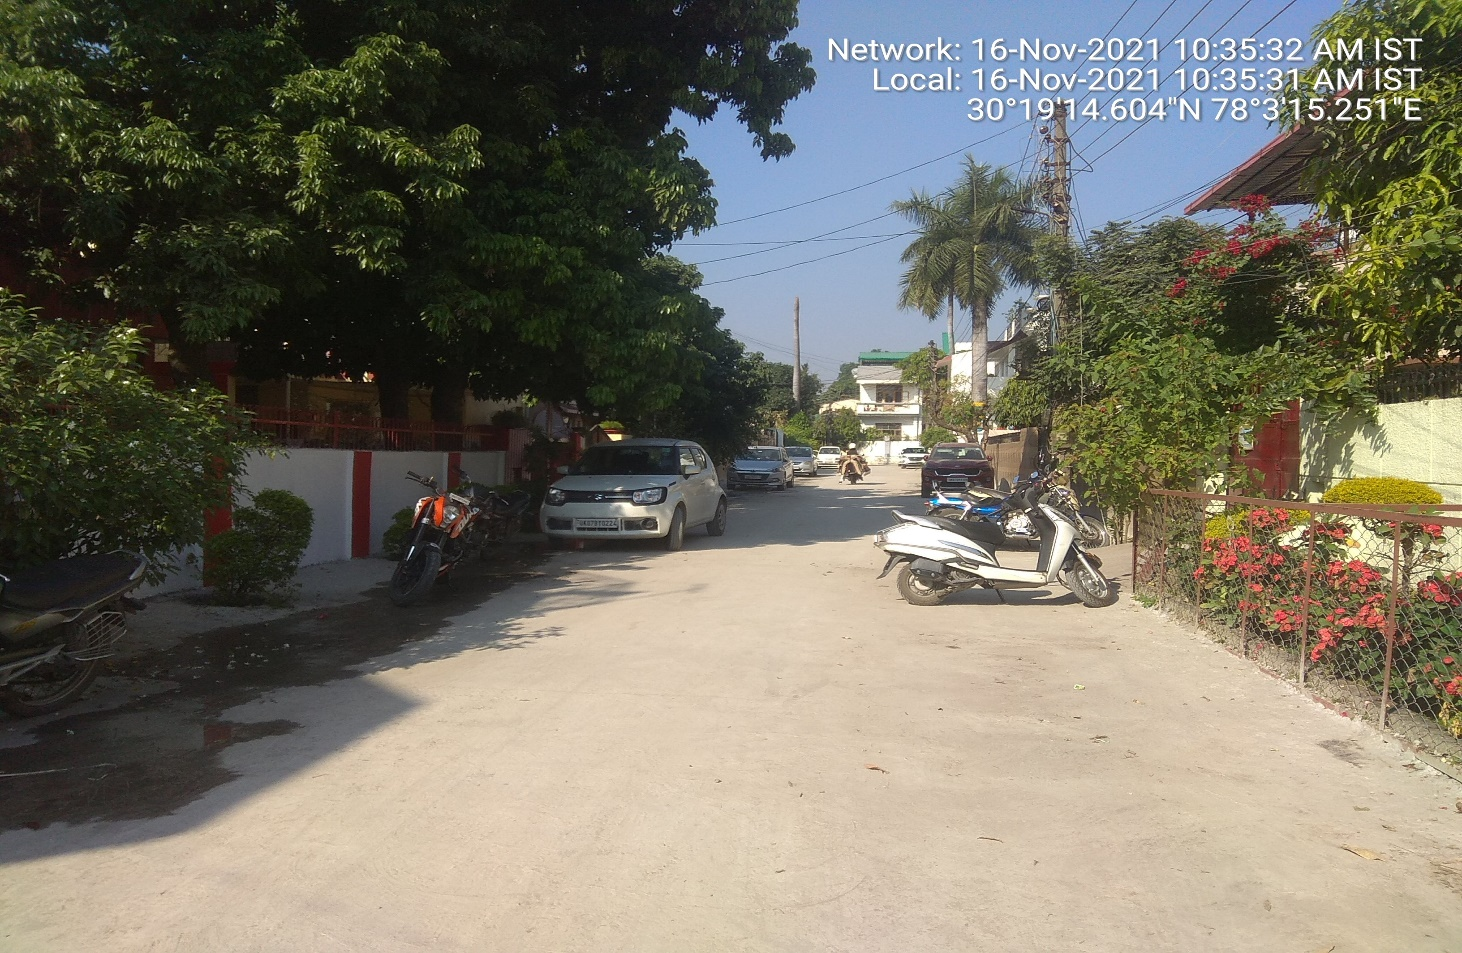 Network: 16-Nov-2021 10:35:32 AM IST
Local: 16-Nov-2021 10:35:31 AM IST
30°19'14.604"N 78°3'15.251"E